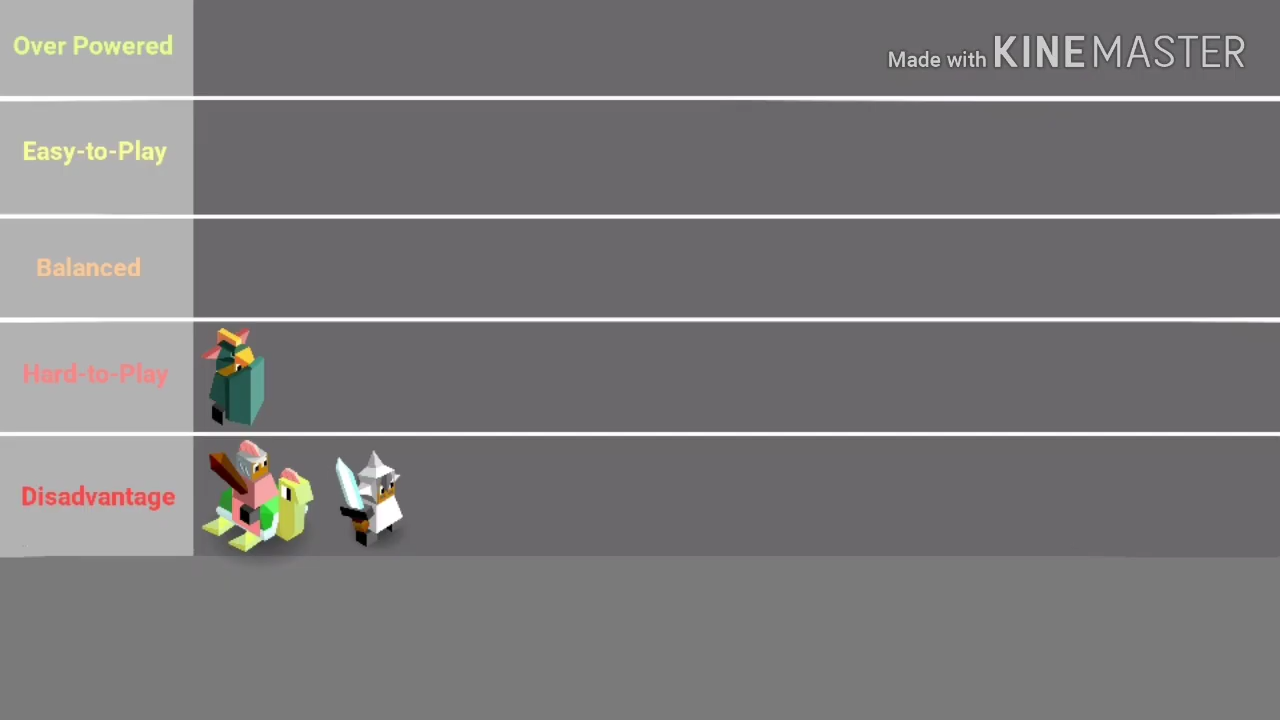 Over Powered
Made with KINEMASTER
Easy-to-Play
Balanced
Hard-to-Play
Disadvantage